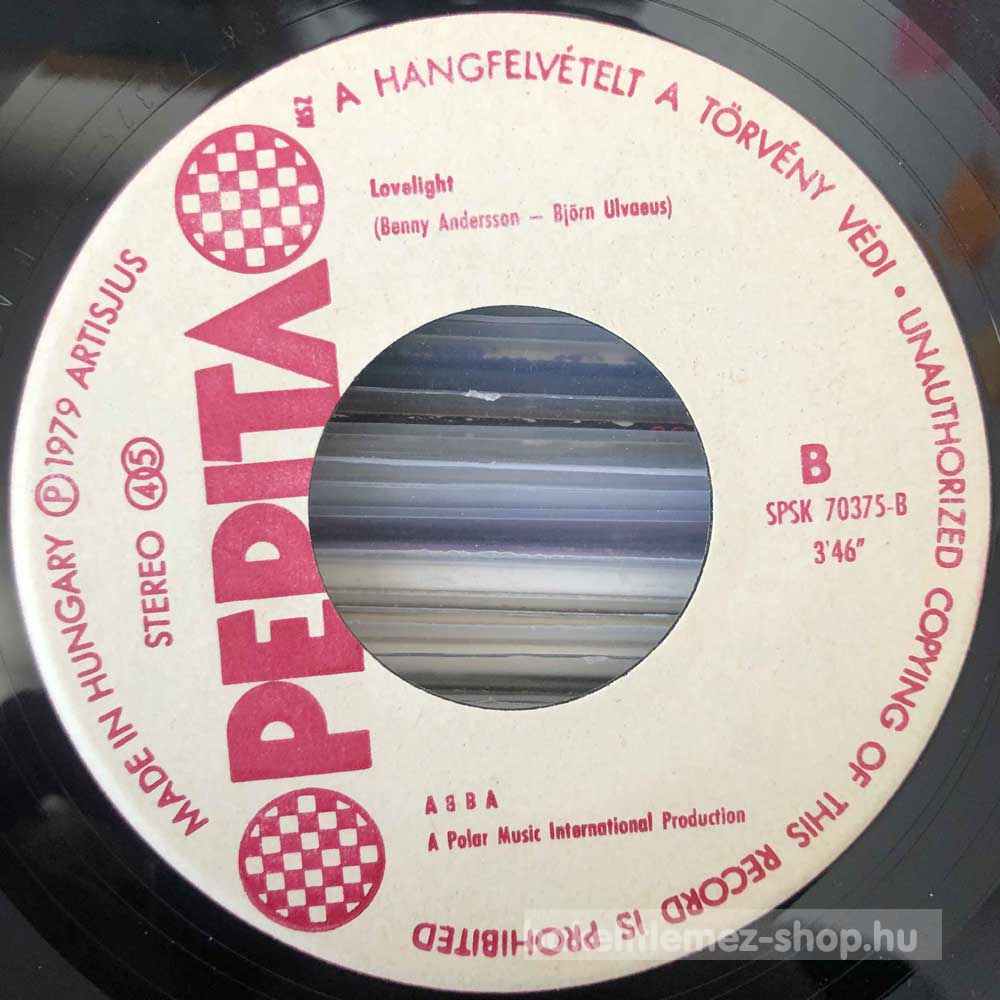 Lovelight
(Benny Andersson – Björn Ulvaeus)
PEPITA
MSZ
A HANGFELVÉTELT A TÖRVÉNY VÉDI • UNAUTHORIZED COPYING OF THIS RECORD IS PROHIBITED
MADE IN HUNGARY Ⓟ 1979 ARTISJUS
STEREO 45
B
SPSK 70375-B
3'46"
AᗺBA
A Polar Music International Production
bakelitlemez-shop.hu